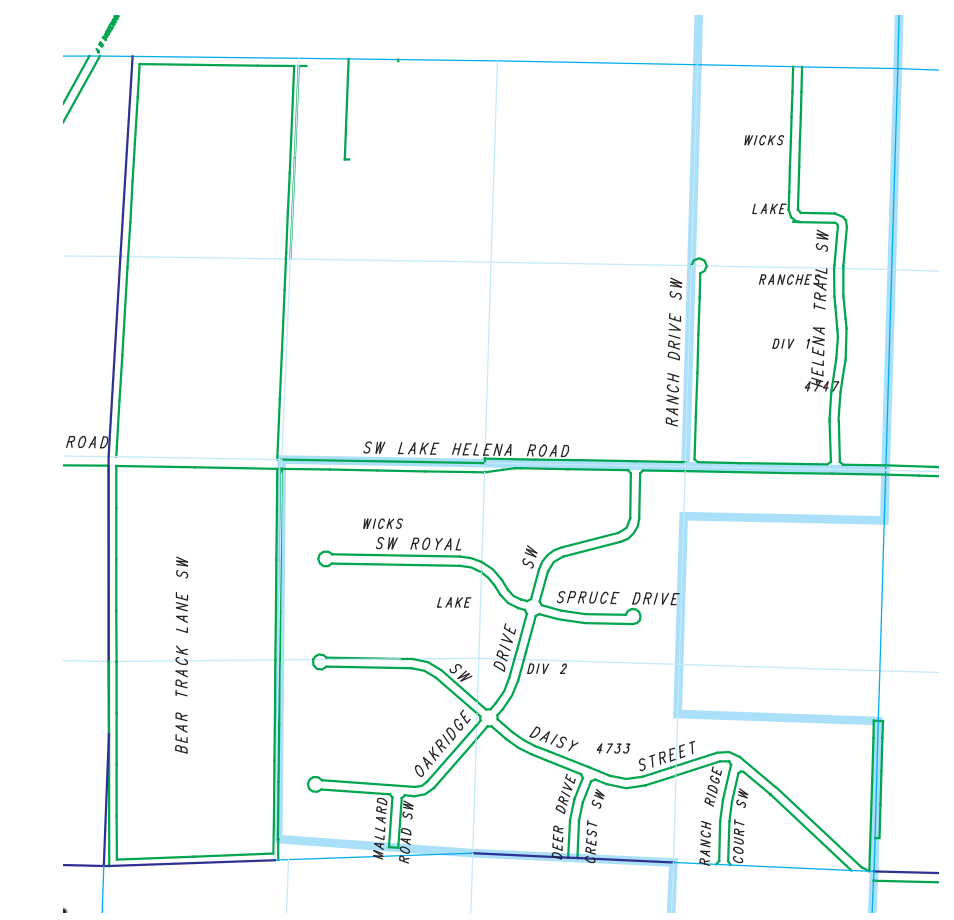 WICKS
LAKE
RANCHES
DIV 1
4747
HELENA TRAIL SW
RANCH DRIVE SW
ROAD
SW LAKE HELENA ROAD
WICKS
SW ROYAL
SPRUCE DRIVE
SW
LAKE
DRIVE
DIV 2
SW
OAKRIDGE
DAISY
4733
STREET
BEAR TRACK LANE SW
MALLARD
ROAD SW
DEER DRIVE
CREST SW
RANCH RIDGE
COURT SW